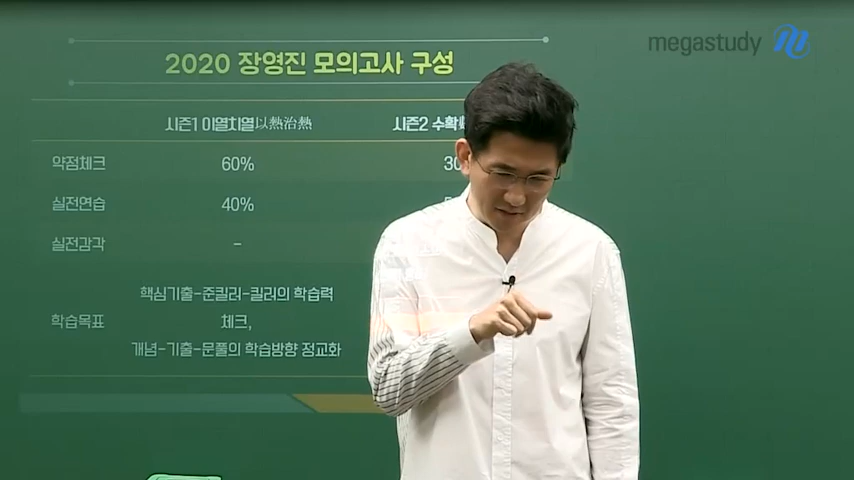 megastudy
2020 장영진 모의고사 구성
시즌1 이열치열以熱治熱 시즌2 수확
약점체크 60% 30
실전연습 40%
실전감각 -
핵심기출-준킬러-킬러의 학습력
학습목표 체크,
개념-기출-문풀의 학습방향 정교화